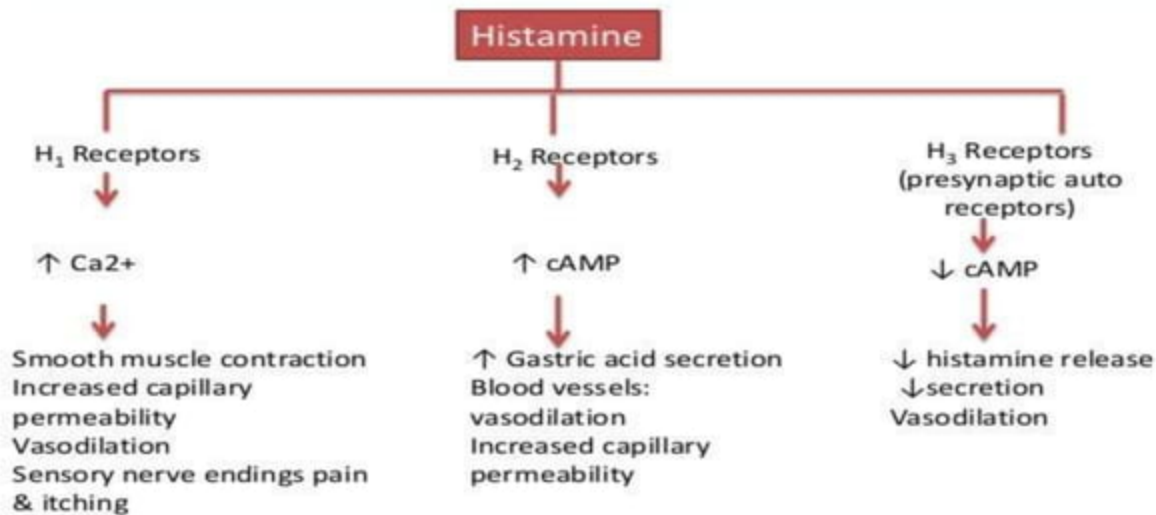 Histamine
H₁ Receptors
↑ Ca2+
Smooth muscle contraction
Increased capillary
permeability
Vasodilation
Sensory nerve endings pain
& itching
H₂ Receptors
↑ cAMP
↑ Gastric acid secretion
Blood vessels:
vasodilation
Increased capillary
permeability
H₃ Receptors
(presynaptic auto
receptors)
↓ cAMP
↓ histamine release
↓secretion
Vasodilation